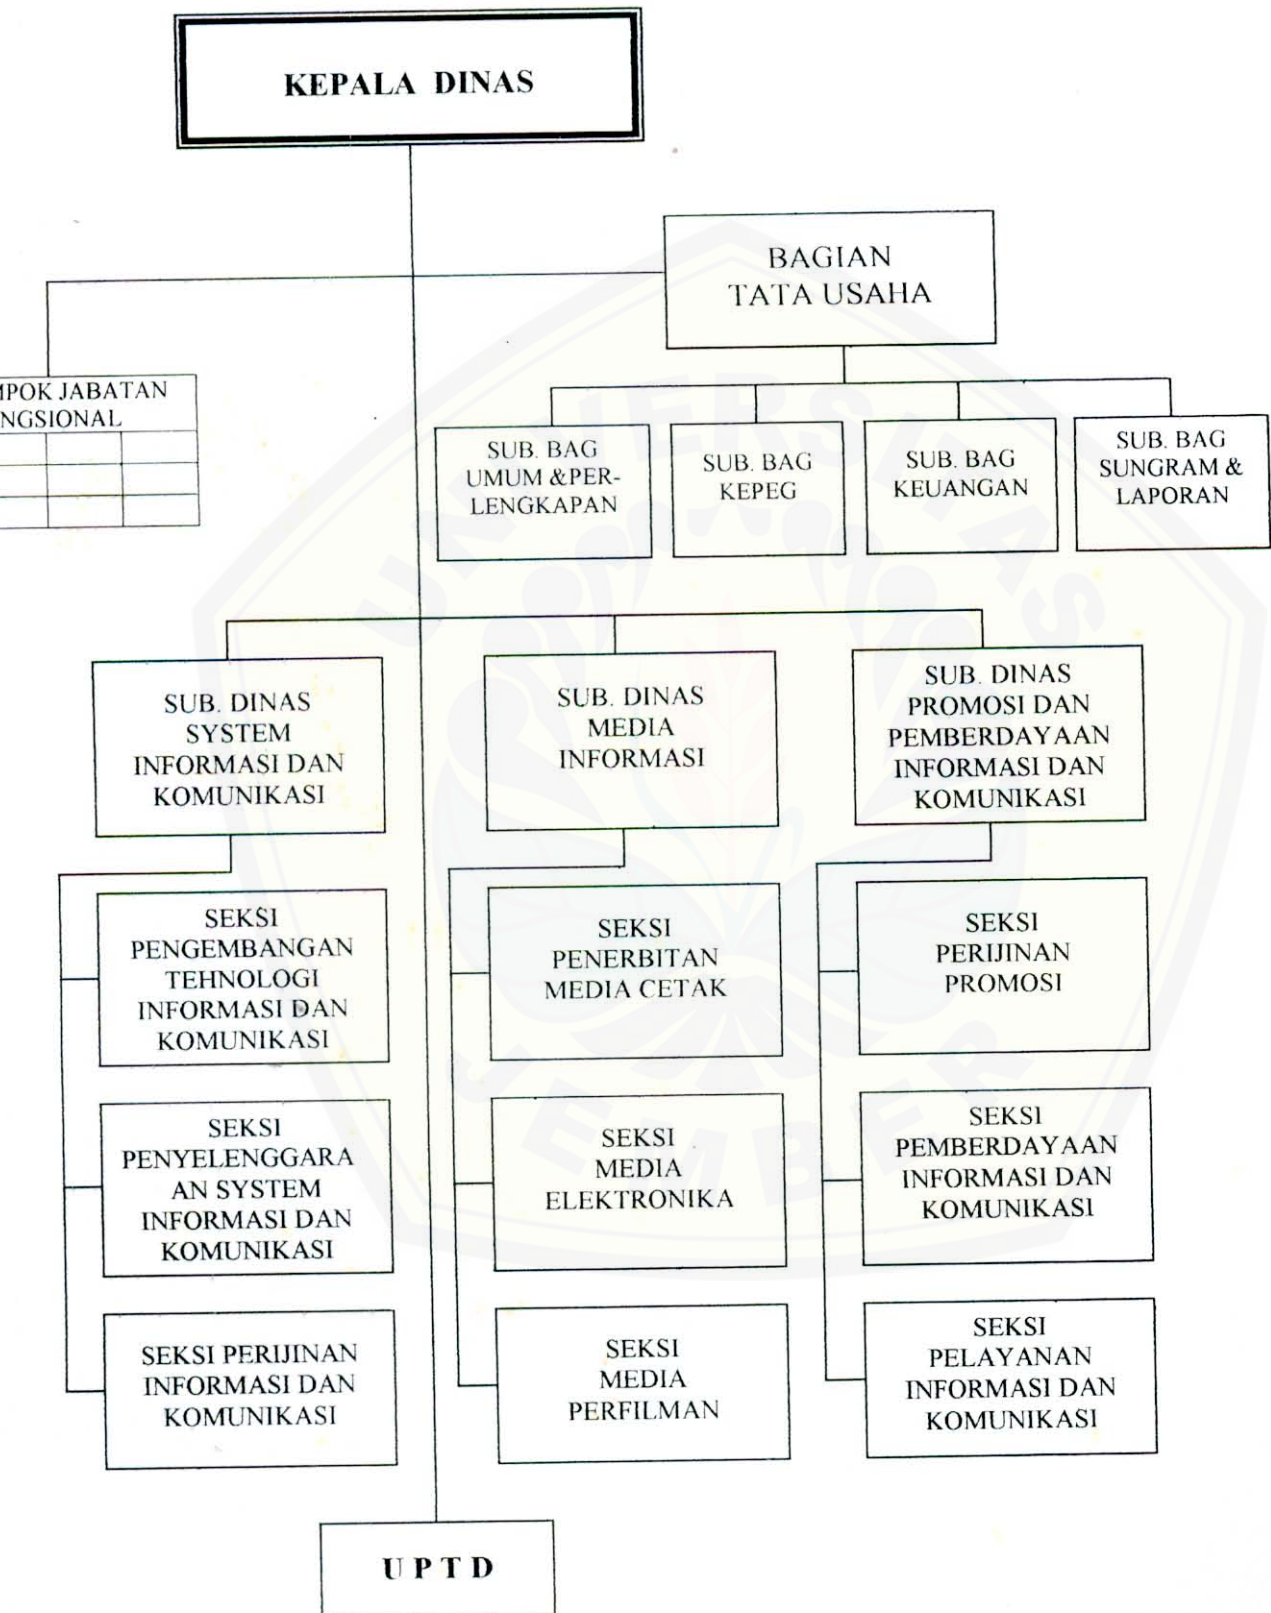 KEPALA DINAS
BAGIAN
TATA USAHA
MPOK JABATAN
NGSIONAL
SUB. BAG
UMUM &PER-
LENGKAPAN
SUB. BAG
KEPEG
SUB. BAG
KEUANGAN
SUB. BAG
SUNGRAM &
LAPORAN
SUB. DINAS
SYSTEM
INFORMASI DAN
KOMUNIKASI
SUB. DINAS
MEDIA
INFORMASI
SUB. DINAS
PROMOSI DAN
PEMBERDAYAAN
INFORMASI DAN
KOMUNIKASI
SEKSI
PENGEMBANGAN
TEHNOLOGI
INFORMASI DAN
KOMUNIKASI
SEKSI
PENERBITAN
MEDIA CETAK
SEKSI
PERIJINAN
PROMOSI
SEKSI
PENYELENGGARA
AN SYSTEM
INFORMASI DAN
KOMUNIKASI
SEKSI
MEDIA
ELEKTRONIKA
SEKSI
PEMBERDAYAAN
INFORMASI DAN
KOMUNIKASI
SEKSI PERIJINAN
INFORMASI DAN
KOMUNIKASI
SEKSI
MEDIA
PERFILMAN
SEKSI
PELAYANAN
INFORMASI DAN
KOMUNIKASI
U P T D
UNIVERSITAS
JEMBER